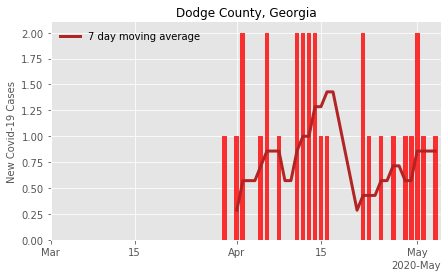 Dodge County, Georgia
7 day moving average
New Covid-19 Cases
2.00
1.75
1.50
1.25
1.00
0.75
0.50
0.25
0.00
Mar 15 Apr 15 May
2020-May